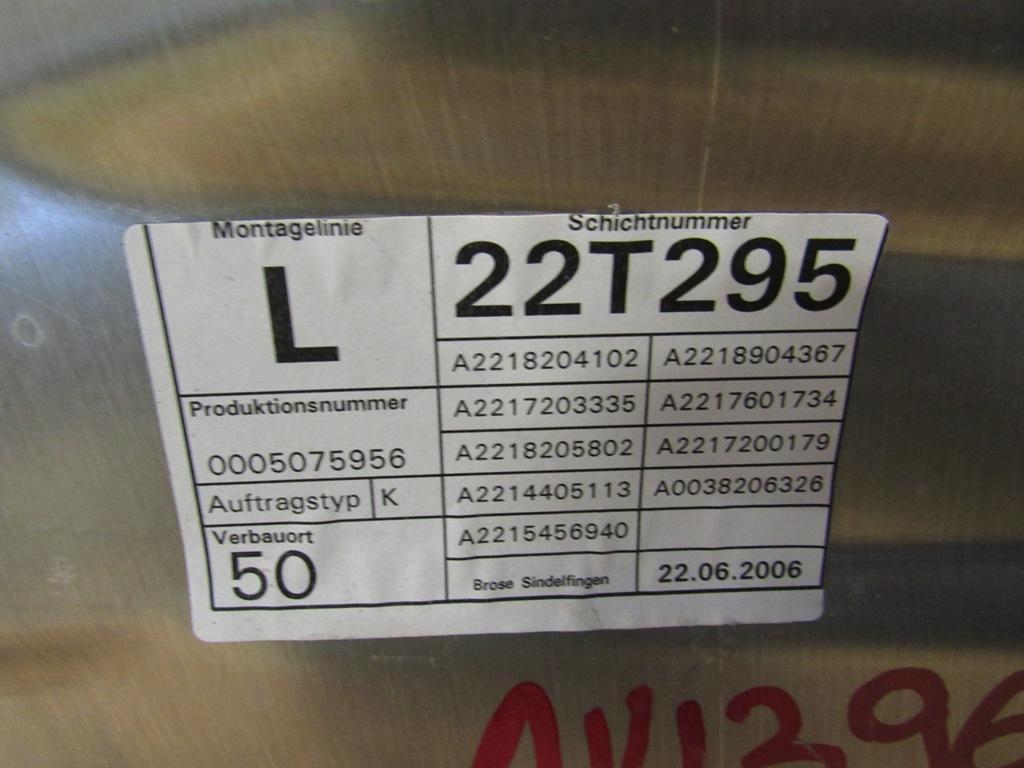 Montagelinie
L
Schichtnummer
22T295
A2218204102 A2218904367
Produktionsnummer
0005075956
A2217203335 A2217601734
A2218205802 A2217200179
Auftragstyp K
A2214405113 A0038206326
Verbauort
50
A2215456940
Brose Sindelfingen 22.06.2006